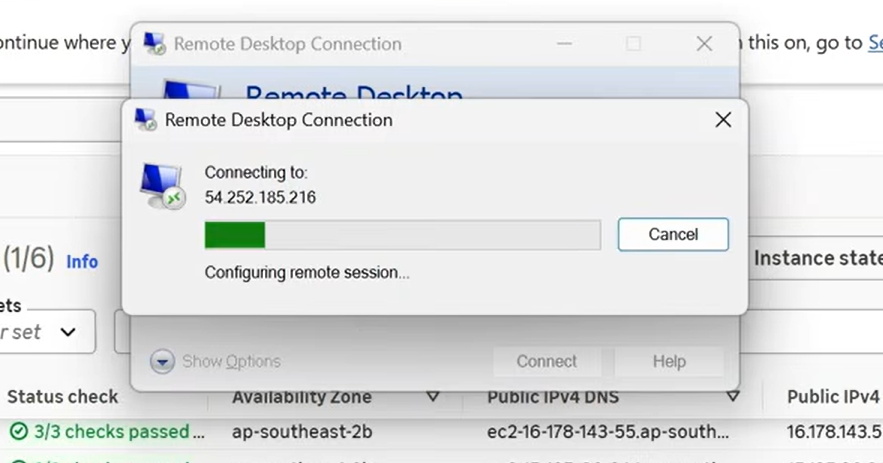 ontinue where y
Remote Desktop Connection
this on, go to Se
Remote Desktop
Remote Desktop Connection
Connecting to:
54.252.185.216
Cancel
Configuring remote session...
(1/6) Info
Instance state
ets
r set
Show Options
Connect
Help
Status check
Availability Zone
Public IPv4 DNS
Public IPv4
3/3 checks passed ...
ap-southeast-2b
ec2-16-178-143-55.ap-south...
16.178.143.5